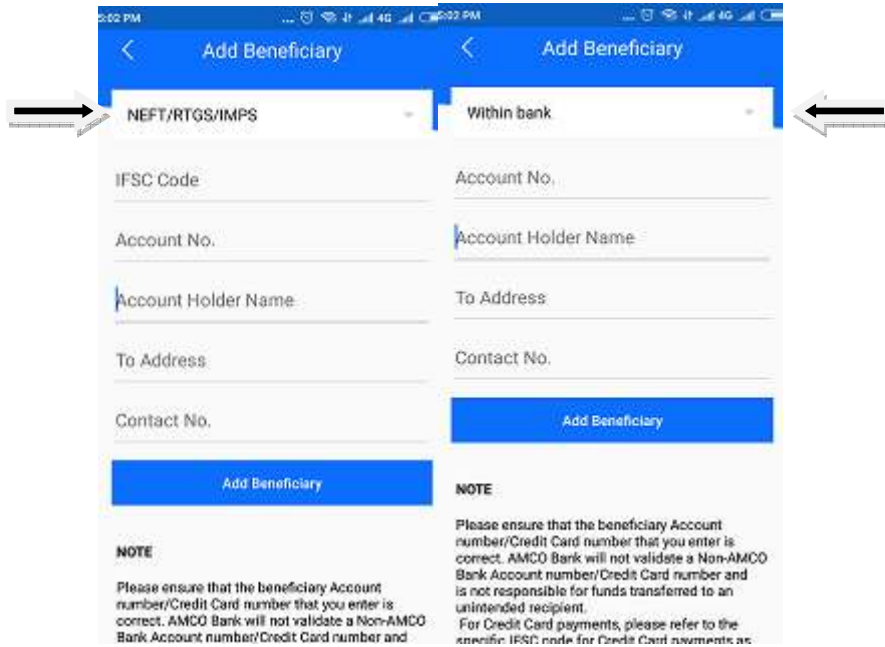 5:02 PM
... 4G
Add Beneficiary
NEFT/RTGS/IMPS
IFSC Code
Account No.
Account Holder Name
To Address
Contact No.
Add Beneficiary
NOTE
Please ensure that the beneficiary Account
number/Credit Card number that you enter is
correct. AMCO Bank will not validate a Non-AMCO
Bank Account number/Credit Card number and
5:02 PM
... 4G
Add Beneficiary
Within bank
Account No.
Account Holder Name
To Address
Contact No.
Add Beneficiary
NOTE
Please ensure that the beneficiary Account
number/Credit Card number that you enter is
correct. AMCO Bank will not validate a Non-AMCO
Bank Account number/Credit Card number and
is not responsible for funds transferred to an
unintended recipient.
For Credit Card payments, please refer to the
specific IFSC code for Credit Card payments as